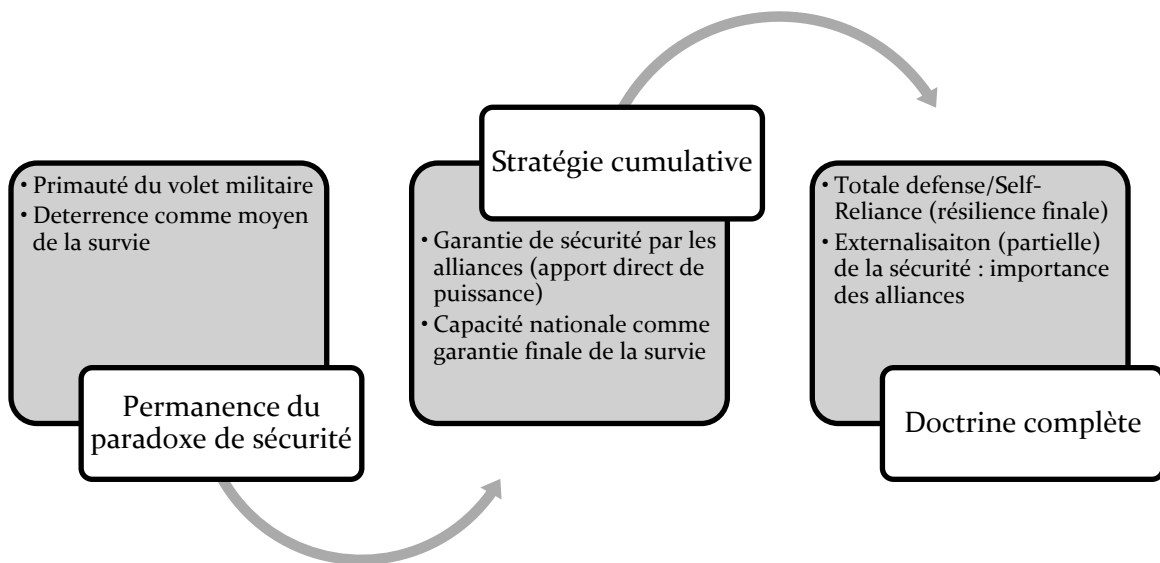 • Primauté du volet militaire
• Deterrence comme moyen
de la survie
Permanence du
paradoxe de sécurité
Stratégie cumulative
• Garantie de sécurité par les
alliances (apport direct de
puissance)
• Capacité nationale comme
garantie finale de la survie
• Totale defense/Self-
Reliance (résilience finale)
• Externalisaiton (partielle)
de la sécurité : importance
des alliances
Doctrine complète